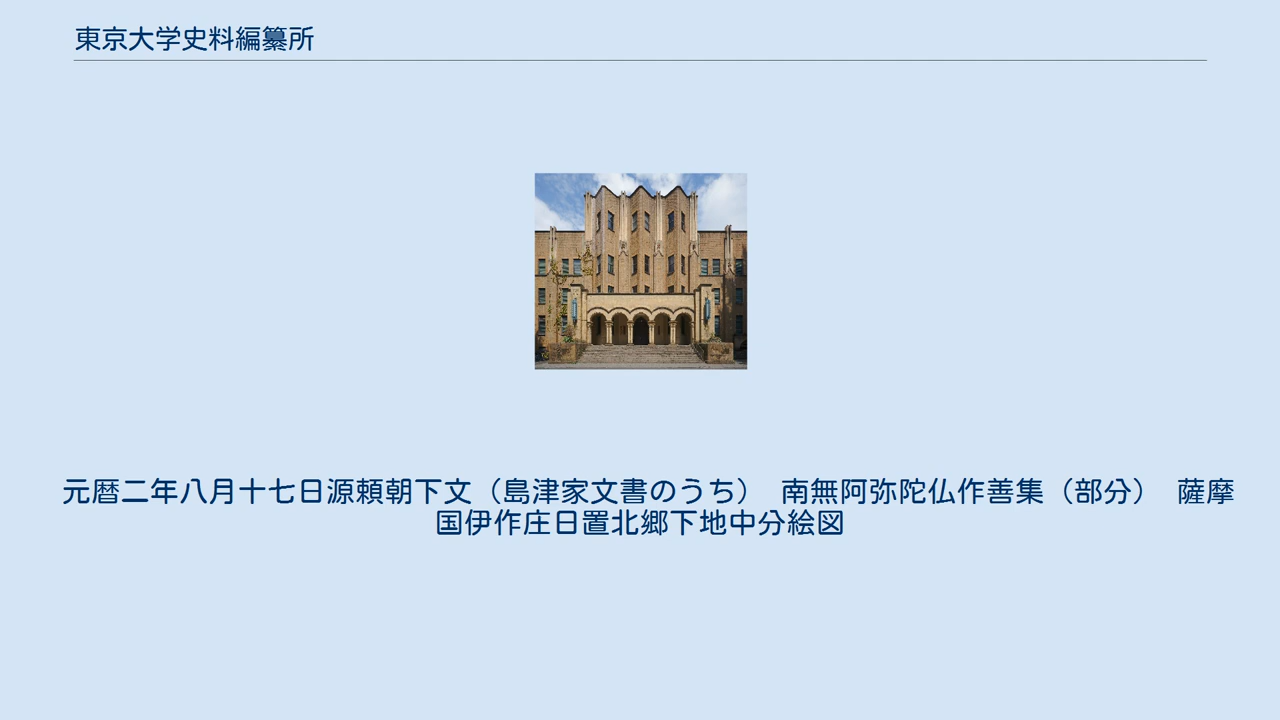 東京大学史料編纂所
元暦二年八月十七日源頼朝下文（島津家文書のうち）　南無阿弥陀仏作善集（部分）　薩摩
国伊作庄日置北郷下地中分絵図